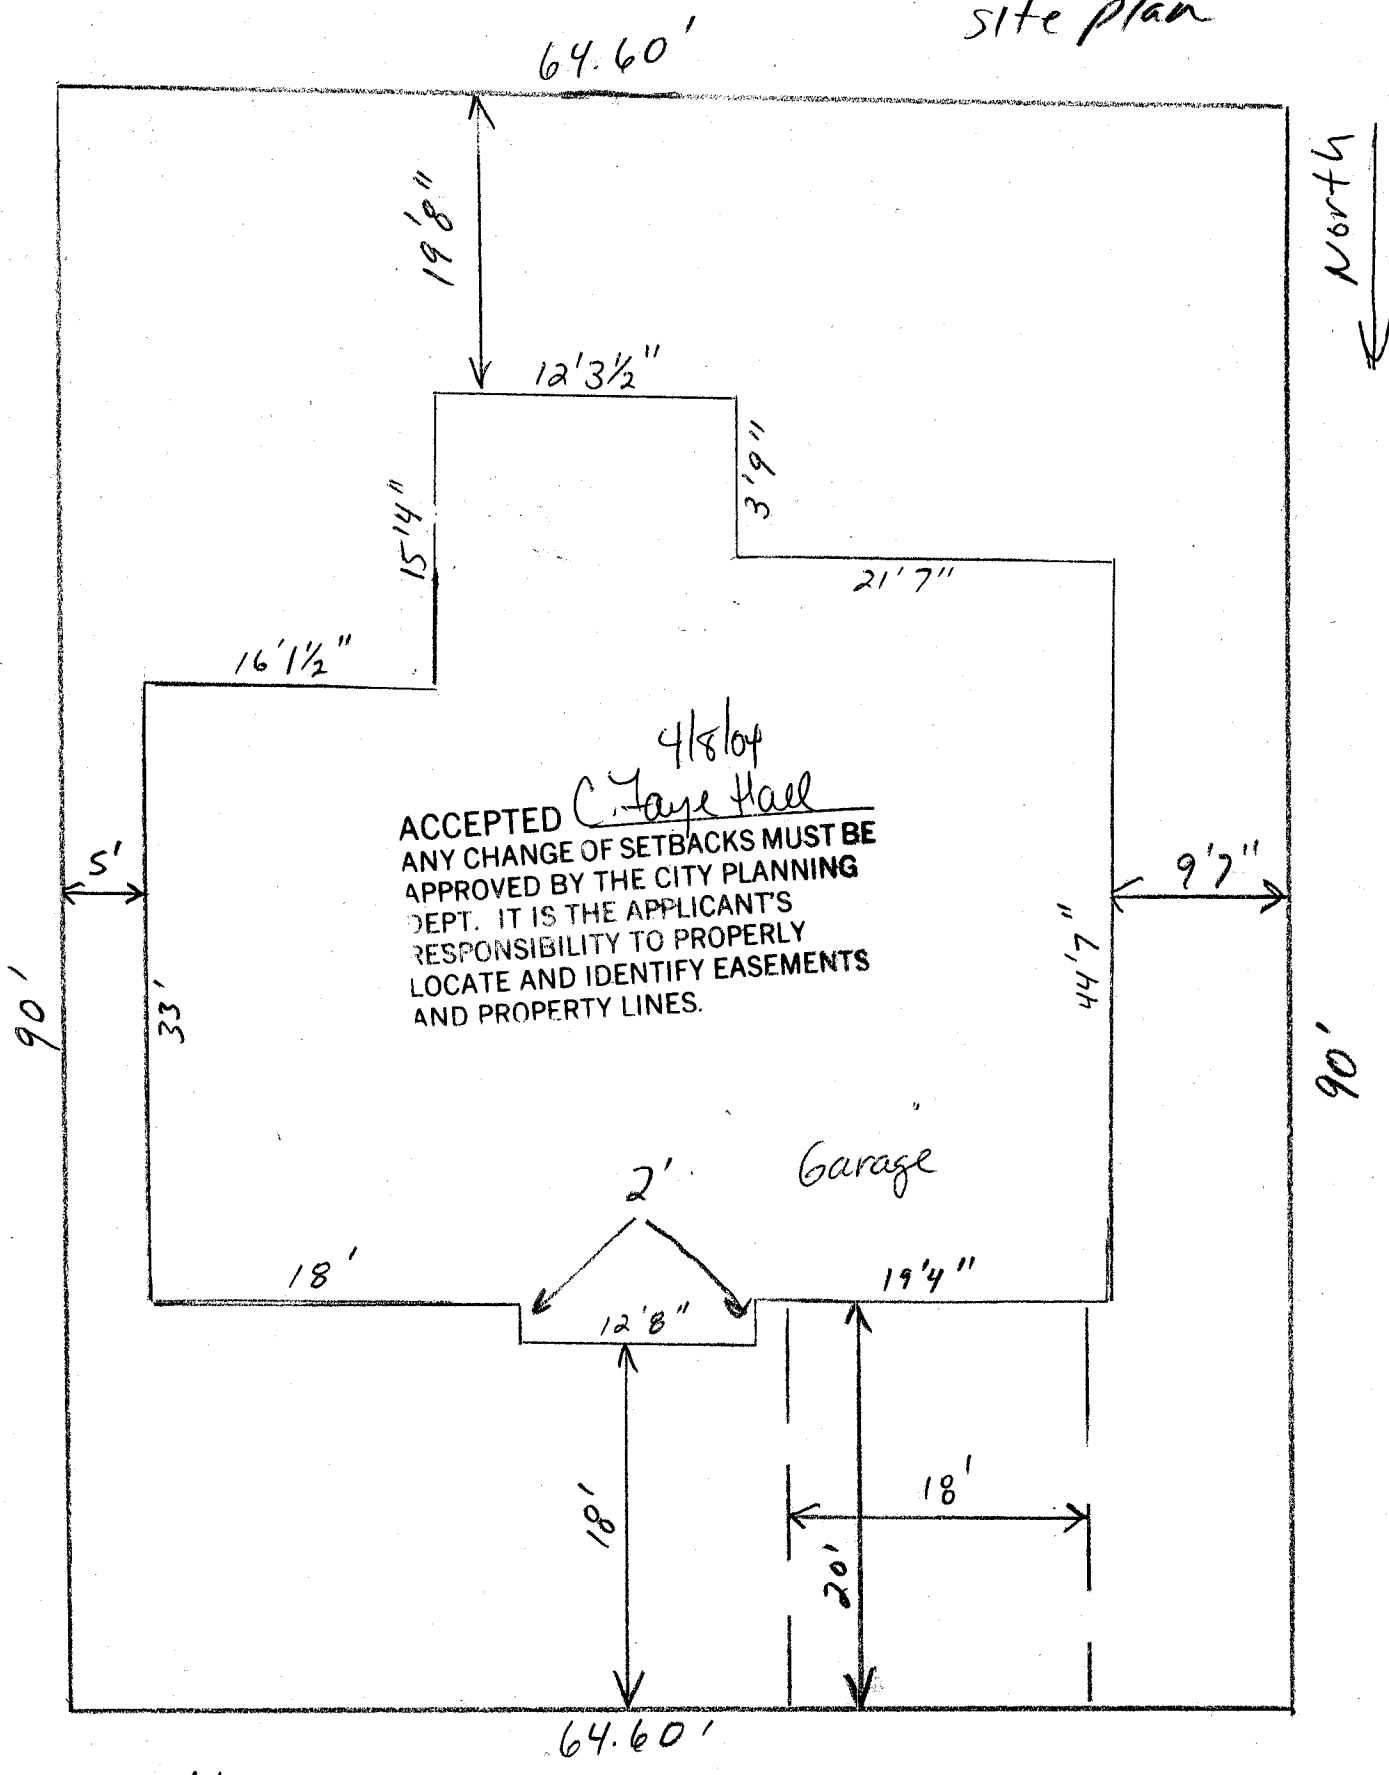 site plan
64.60'
North
19'8"
12'3½"
3'9"
15'4"
21'7"
16'1½"
4/8/04
ACCEPTED C. Faye Hall
ANY CHANGE OF SETBACKS MUST BE
APPROVED BY THE CITY PLANNING
DEPT. IT IS THE APPLICANT'S
RESPONSIBILITY TO PROPERLY
LOCATE AND IDENTIFY EASEMENTS
AND PROPERTY LINES.
5'
9'7"
90'
33'
44'7"
90'
Garage
2'
18'
19'4"
12'8"
18'
18'
20'
64.60'